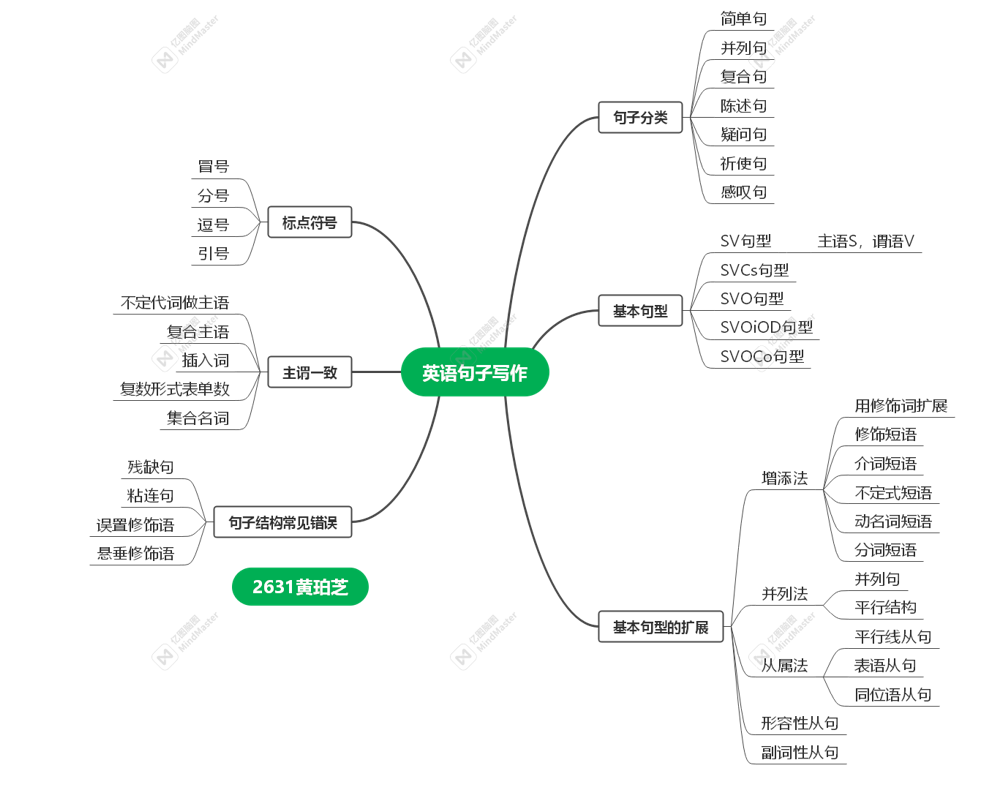 英语句子写作
句子分类
简单句
并列句
复合句
陈述句
疑问句
祈使句
感叹句
基本句型
SV句型
主语S，谓语V
SVCs句型
SVO句型
SVOiOD句型
SVOCo句型
基本句型的扩展
增添法
用修饰词扩展
修饰短语
介词短语
不定式短语
动名词短语
分词短语
并列法
并列句
平行结构
从属法
平行线从句
表语从句
同位语从句
形容性从句
副词性从句
标点符号
冒号
分号
逗号
引号
主谓一致
不定代词做主语
复合主语
插入词
复数形式表单数
集合名词
句子结构常见错误
残缺句
粘连句
误置修饰语
悬垂修饰语
2631黄珀芝
亿图脑图
MindMaster
亿图脑图
MindMaster
亿图脑图
MindMaster
亿图脑图
MindMaster
亿图脑图
MindMaster
亿图脑图
MindMaster
亿图脑图
MindMaster
亿图脑图
MindMaster
亿图脑图
MindMaster